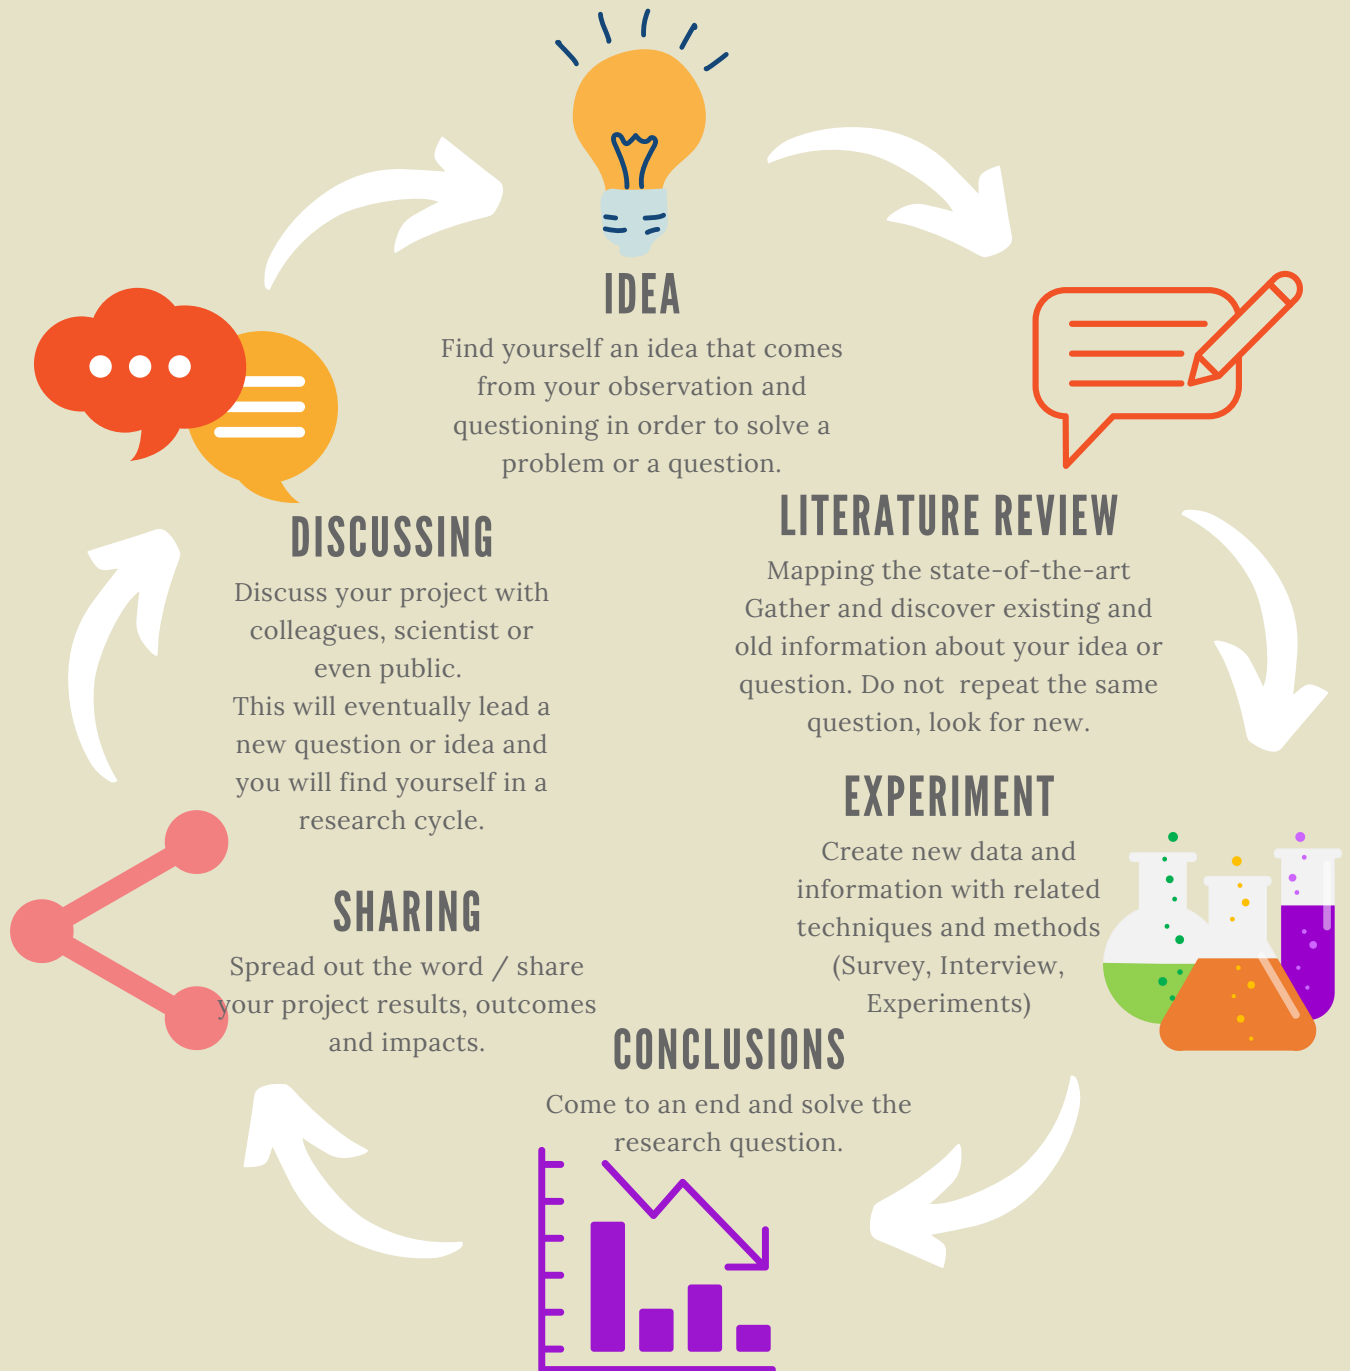 IDEA
Find yourself an idea that comes
from your observation and
questioning in order to solve a
problem or a question.
LITERATURE REVIEW
Mapping the state-of-the-art
Gather and discover existing and
old information about your idea or
question. Do not  repeat the same
question, look for new.
EXPERIMENT
Create new data and
information with related
techniques and methods
(Survey, Interview,
Experiments)
CONCLUSIONS
Come to an end and solve the
research question.
SHARING
Spread out the word / share
your project results, outcomes
and impacts.
DISCUSSING
Discuss your project with
colleagues, scientist or
even public.
This will eventually lead a
new question or idea and
you will find yourself in a
research cycle.